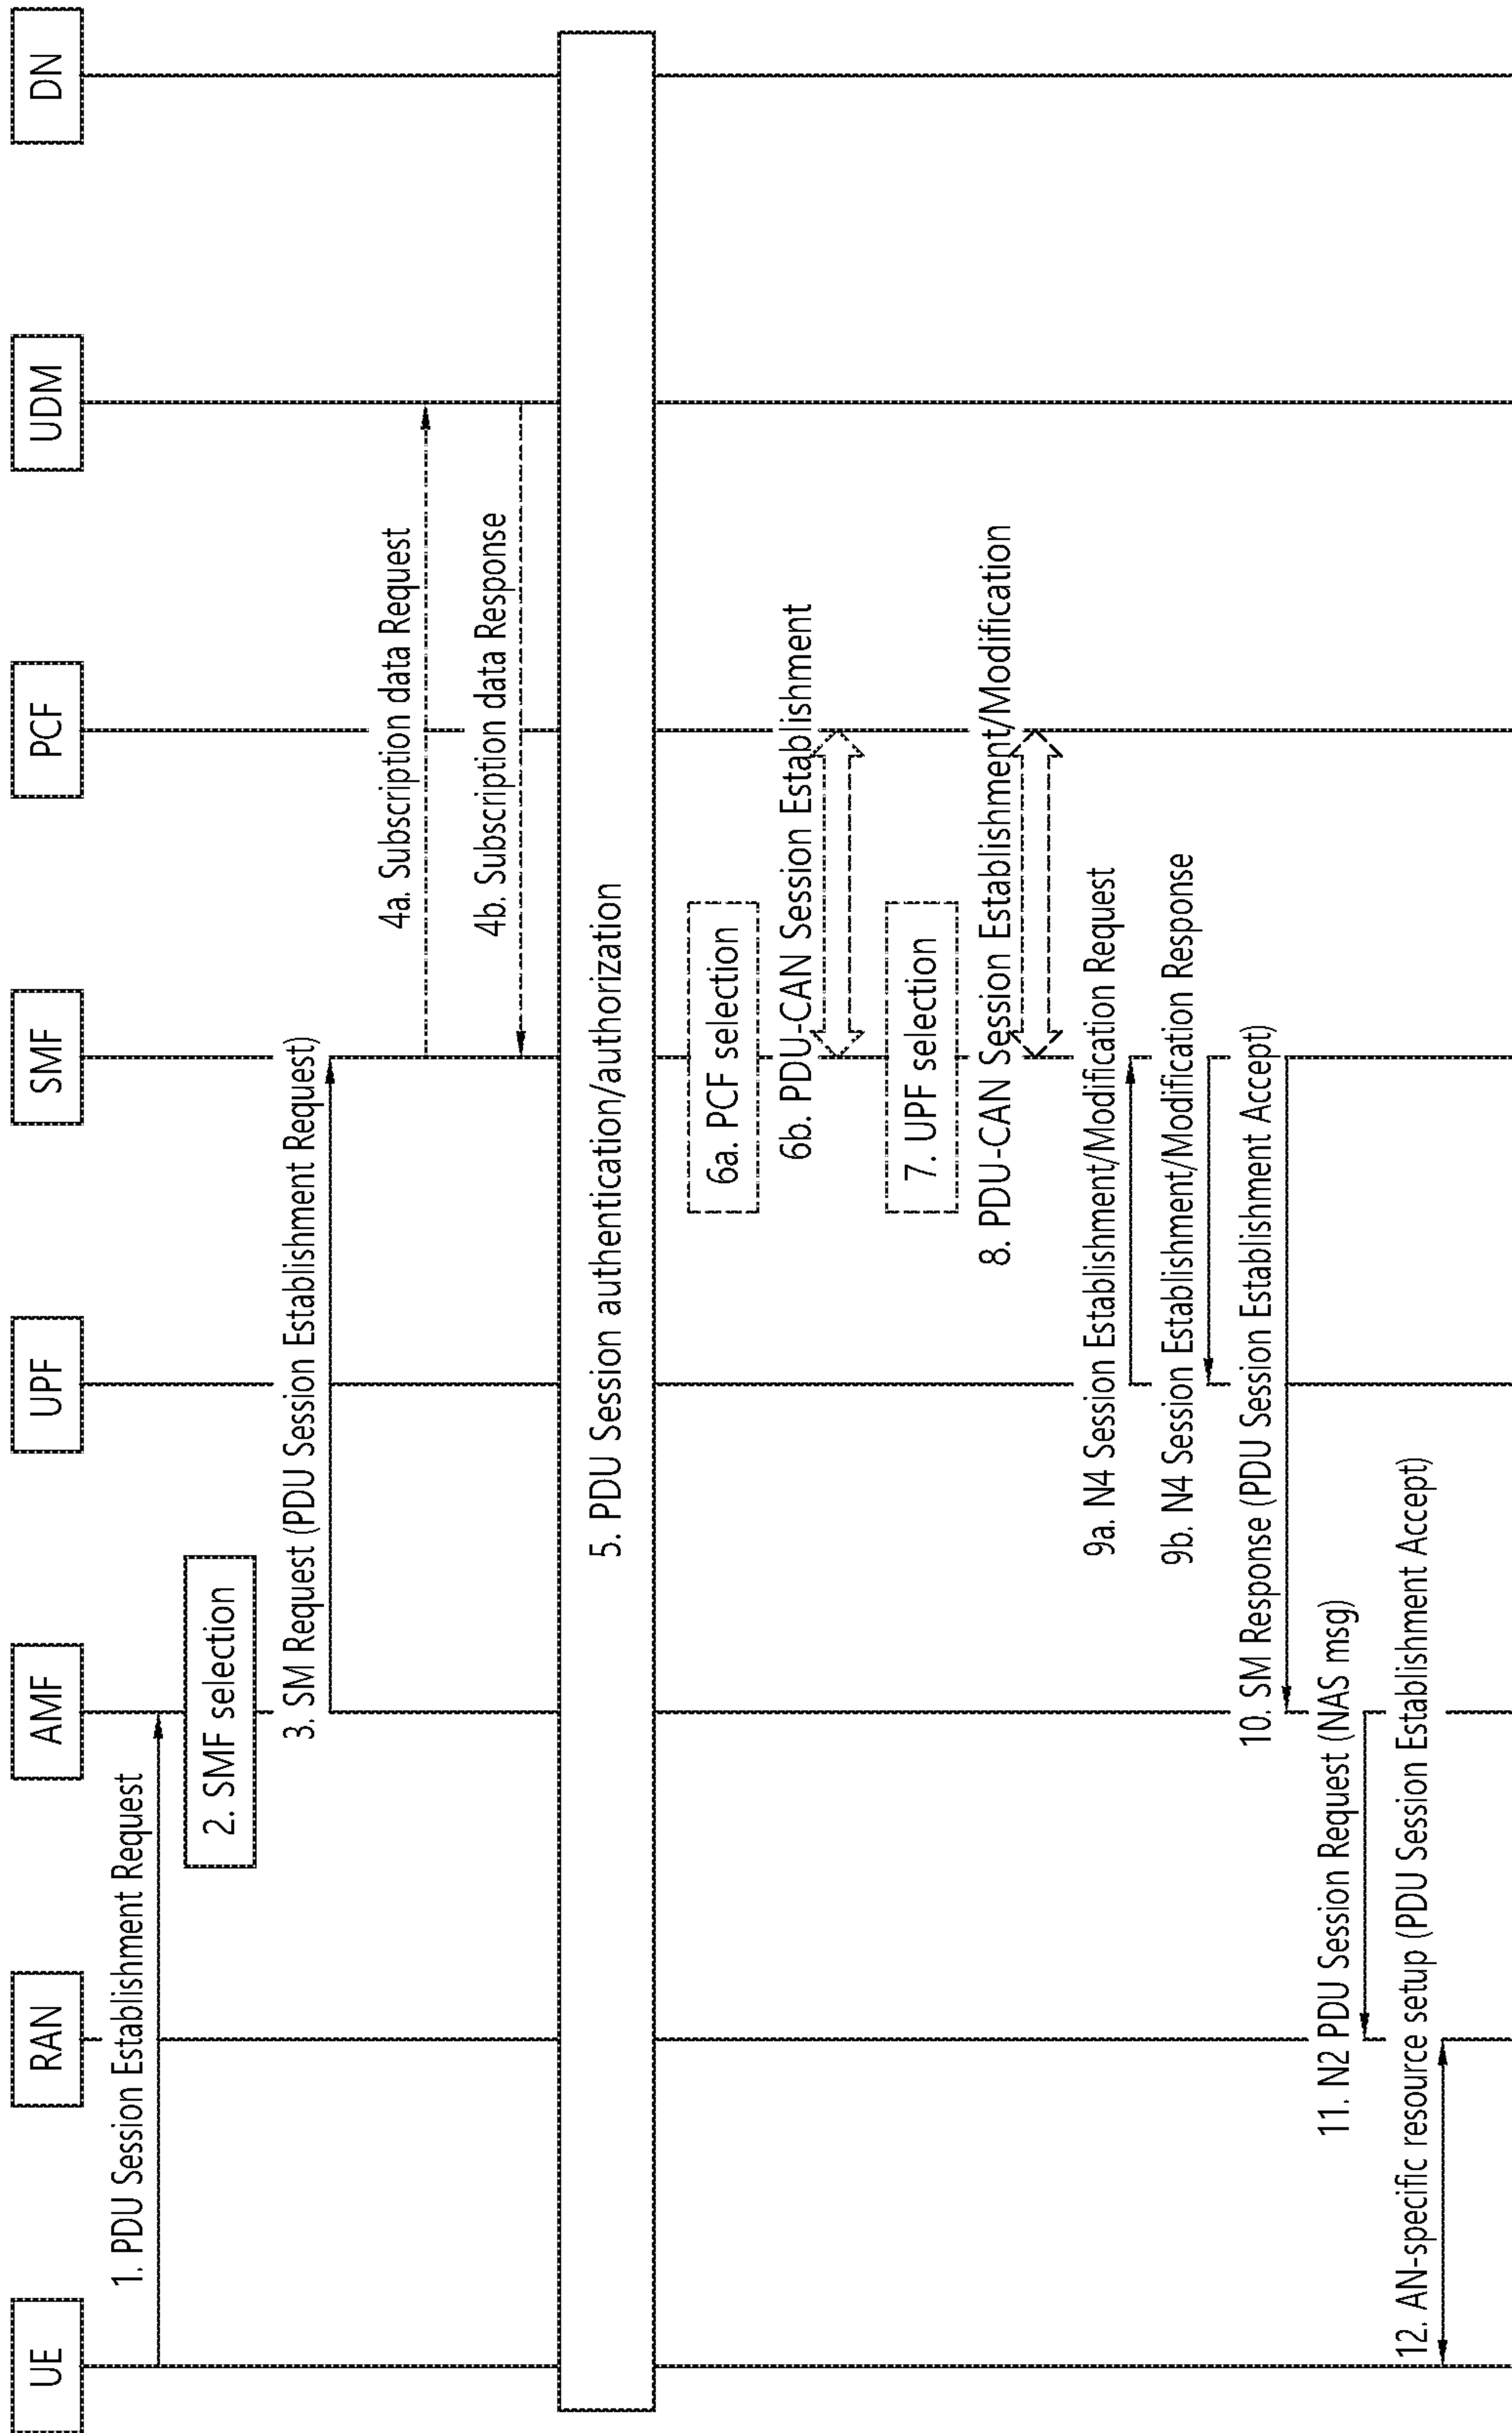 UE
RAN
AMF
UPF
SMF
PCF
UDM
DN
1. PDU Session Establishment Request
2. SMF selection
3. SM Request (PDU Session Establishment Request)
4a. Subscription data Request
4b. Subscription data Response
5. PDU Session authentication/authorization
6a. PCF selection
6b. PDU-CAN Session Establishment
7. UPF selection
8. PDU-CAN Session Establishment/Modification
9a. N4 Session Establishment/Modification Request
9b. N4 Session Establishment/Modification Response
10. SM Response (PDU Session Establishment Accept)
11. N2 PDU Session Request (NAS msg)
12. AN-specific resource setup (PDU Session Establishment Accept)